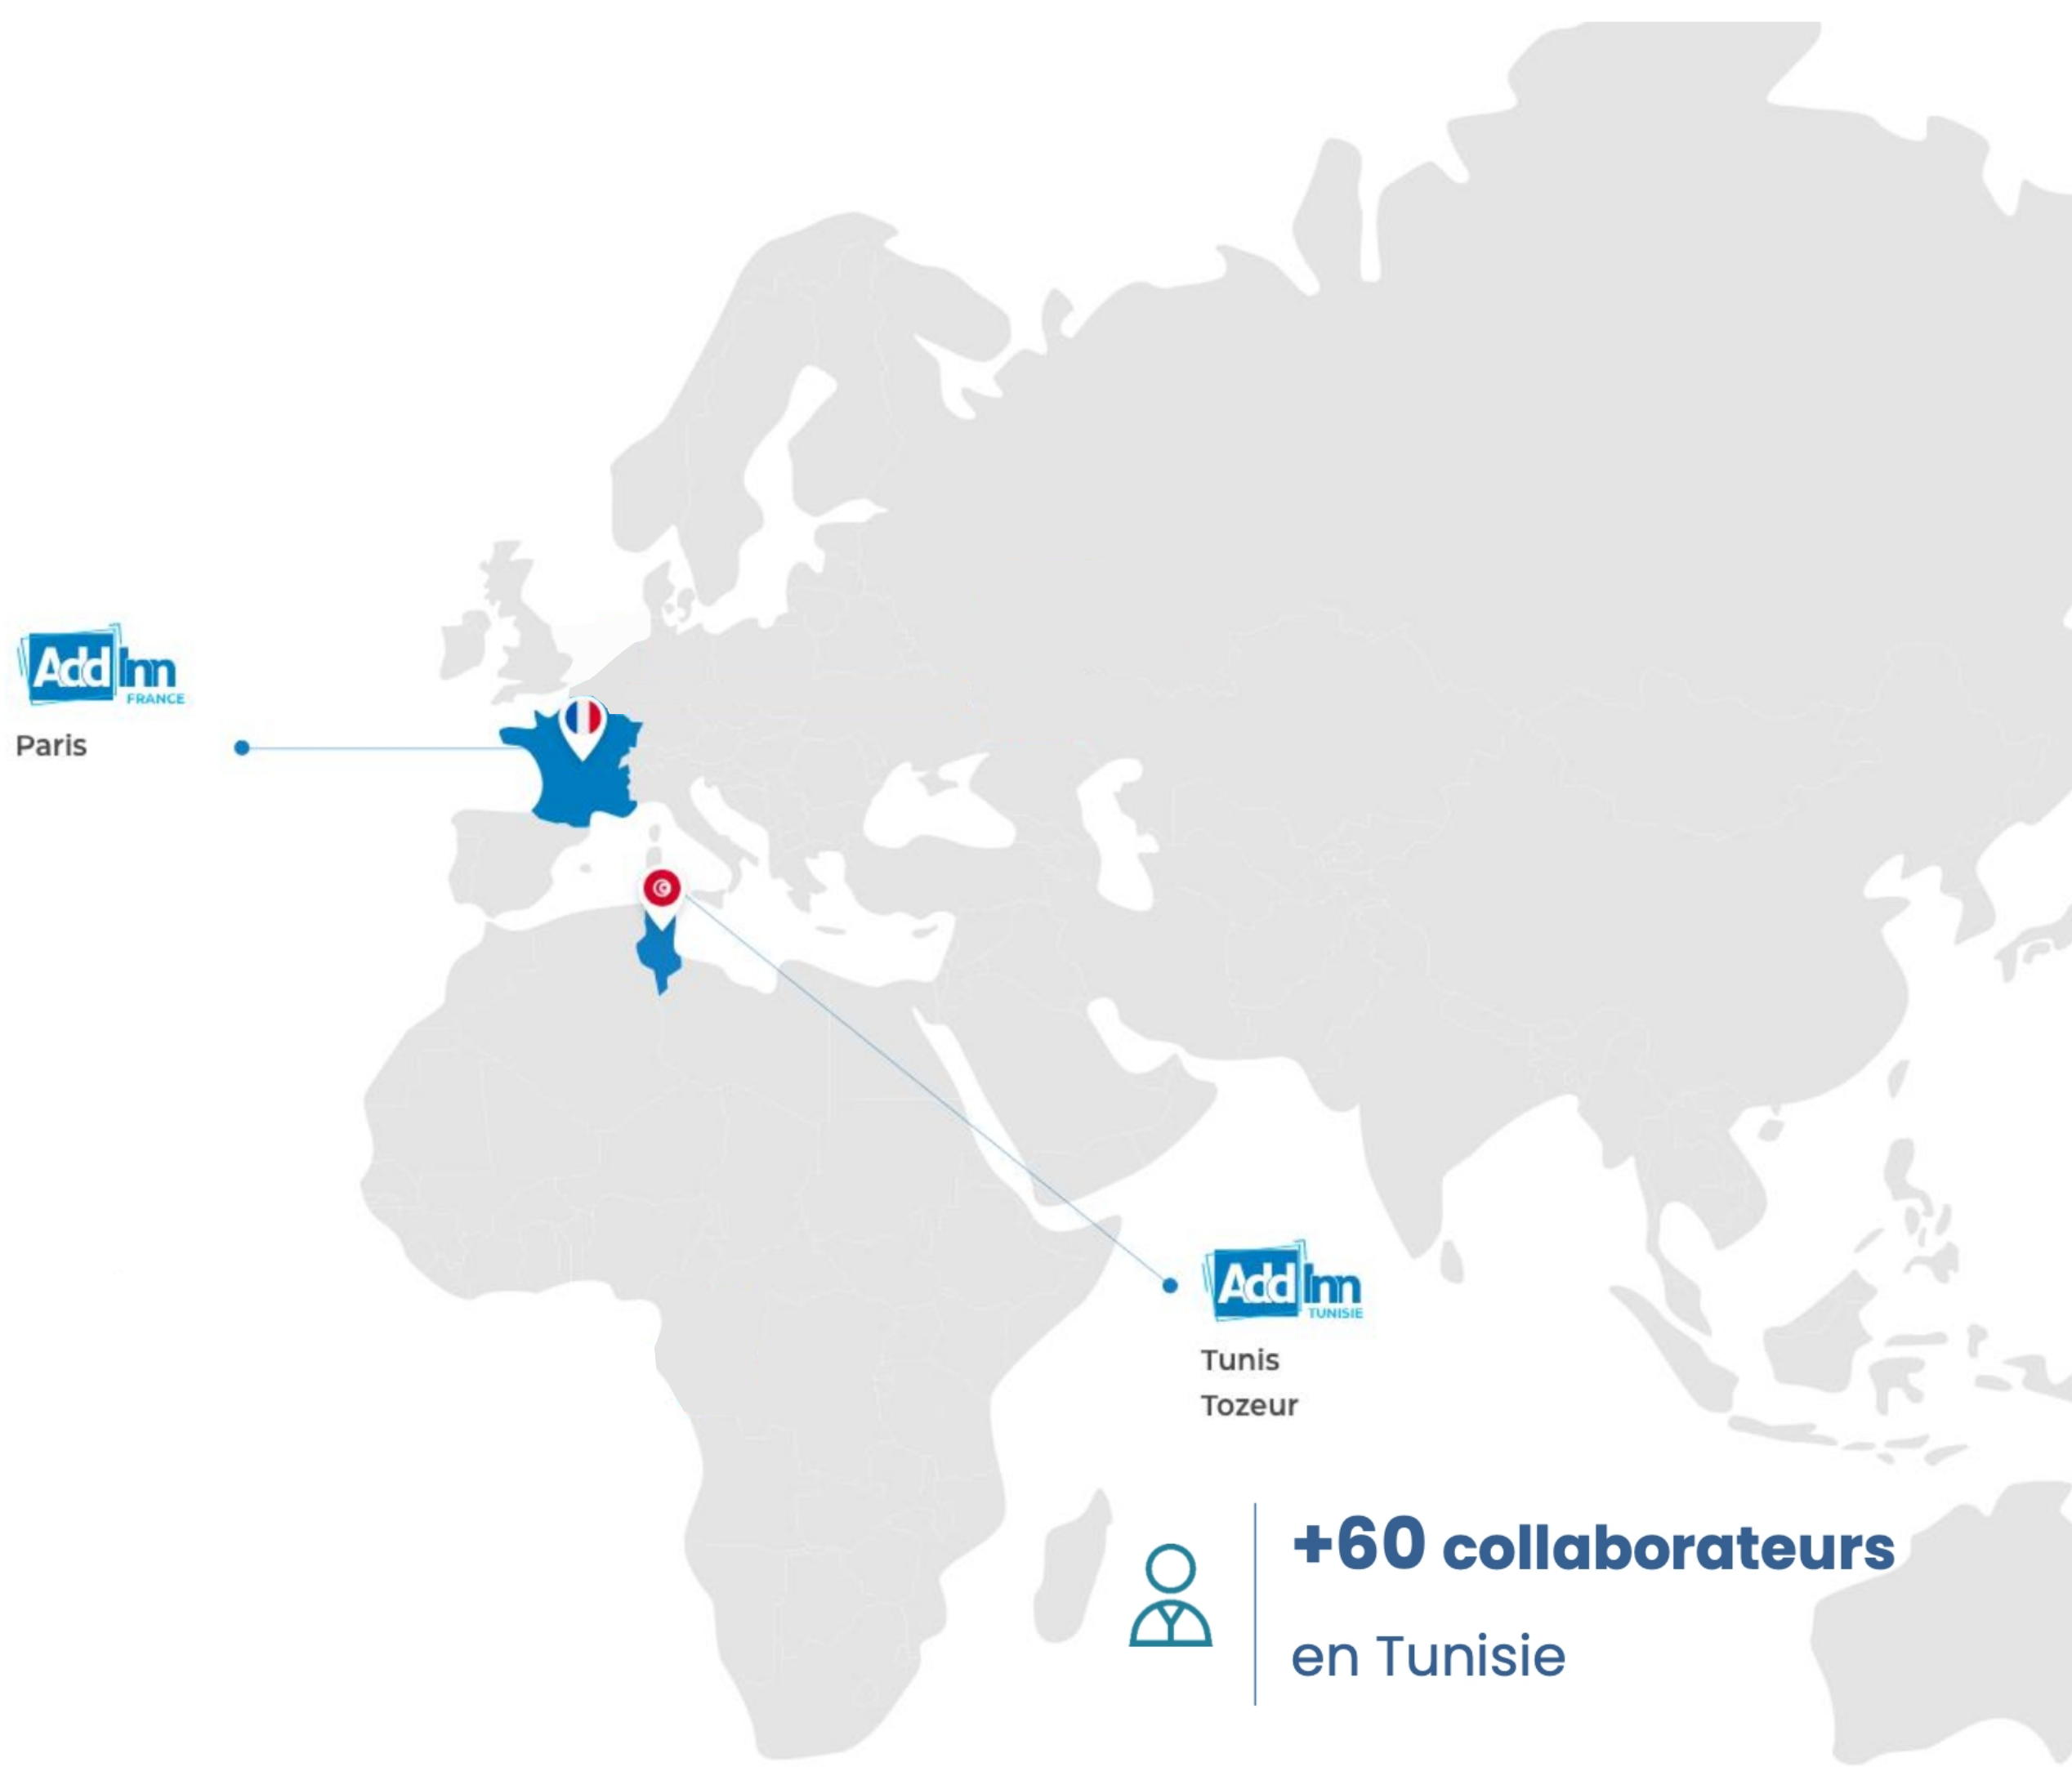 AddInn
FRANCE
Paris
AddInn
TUNISIE
Tunis
Tozeur
+60 collaborateurs
en Tunisie